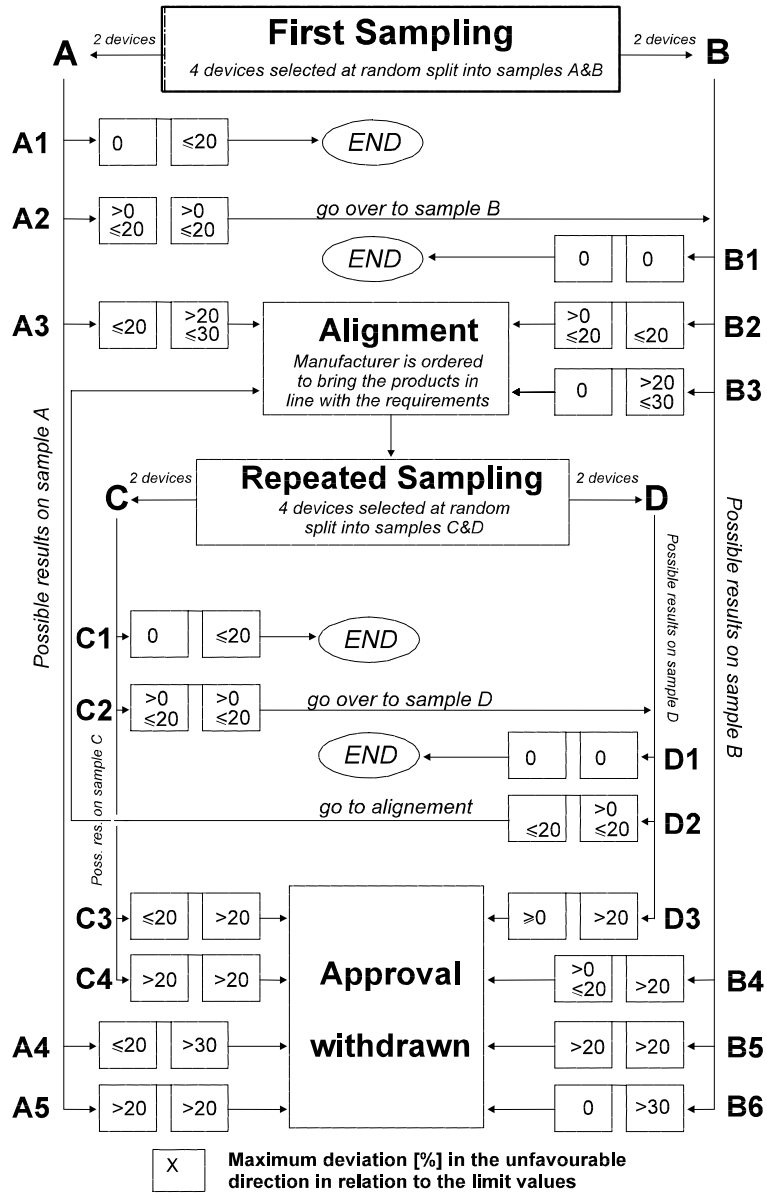 First Sampling
4 devices selected at random split into samples A&B
A
2 devices
2 devices
B
A1
0
≤20
END
A2
>0
≤20
>0
≤20
go over to sample B
END
0
0
B1
A3
≤20
>20
≤30
Alignment
Manufacturer is ordered
to bring the products in
line with the requirements
>0
≤20
≤20
B2
0
>20
≤30
B3
Possible results on sample A
Repeated Sampling
4 devices selected at random
split into samples C&D
C
2 devices
2 devices
D
Possible results on sample D
Possible results on sample B
C1
0
≤20
END
C2
>0
≤20
>0
≤20
go over to sample D
Poss. res. on sample C
END
0
0
D1
go to alignement
≤20
>0
≤20
D2
C3
≤20
>20
Approval
withdrawn
≥0
>20
D3
C4
>20
>20
>0
≤20
>20
B4
A4
≤20
>30
>20
>20
B5
A5
>20
>20
0
>30
B6
X
Maximum deviation [%] in the unfavourable
direction in relation to the limit values